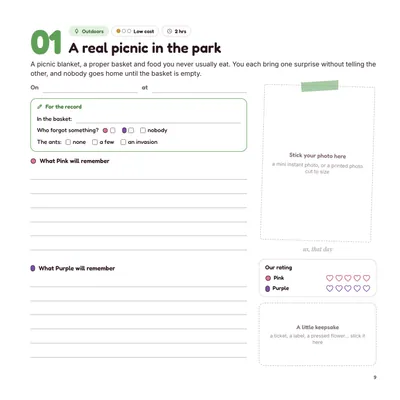 01
Outdoors
Low cost
2 hrs
A real picnic in the park
A picnic blanket, a proper basket and food you never usually eat. You each bring one surprise without telling the
other, and nobody goes home until the basket is empty.
On at
For the record
In the basket:
Who forgot something? nobody
The ants: none a few an invasion
What Pink will remember
What Purple will remember
Stick your photo here
a mini instant photo, or a printed photo
cut to size
us, that day
Our rating
Pink
Purple
A little keepsake
a ticket, a label, a pressed flower... stick it
here
9